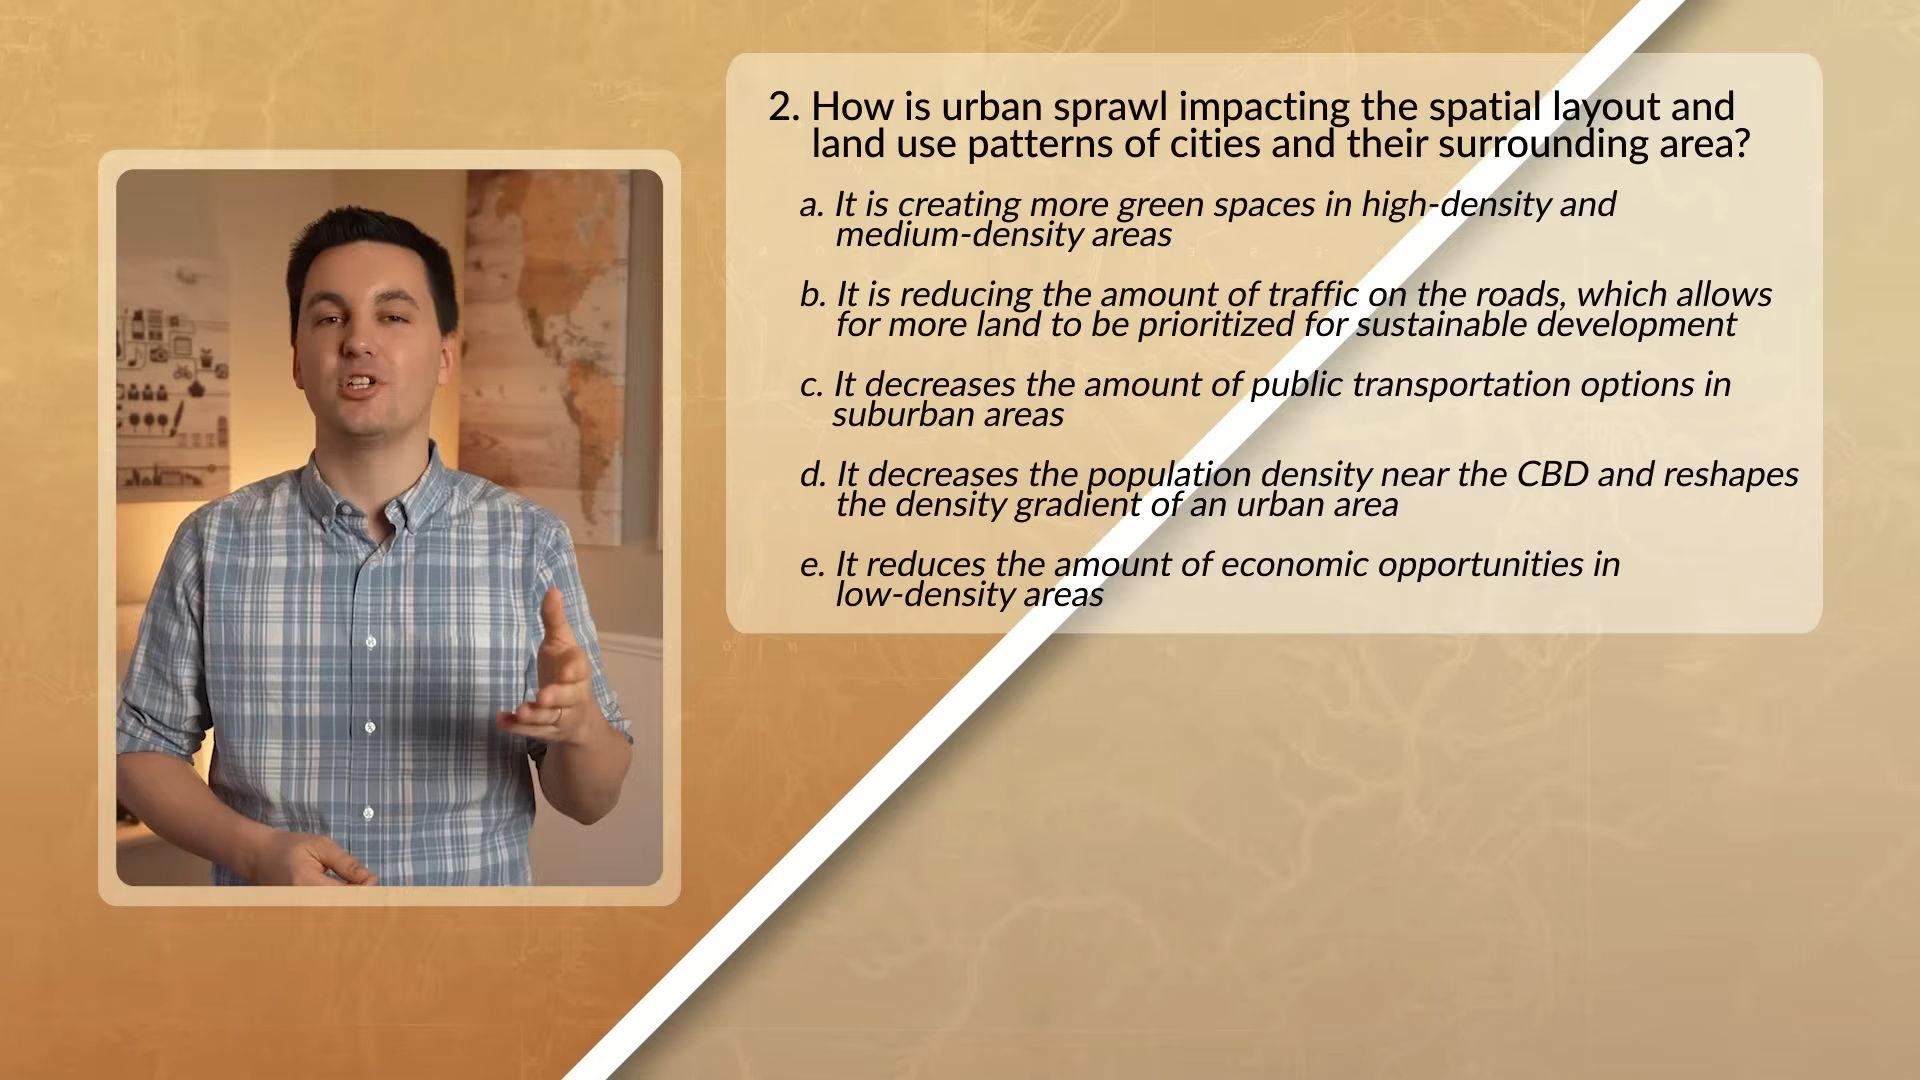 2. How is urban sprawl impacting the spatial layout and
land use patterns of cities and their surrounding area?
a. It is creating more green spaces in high-density and
medium-density areas
b. It is reducing the amount of traffic on the roads, which allows
for more land to be prioritized for sustainable development
c. It decreases the amount of public transportation options in
suburban areas
d. It decreases the population density near the CBD and reshapes
the density gradient of an urban area
e. It reduces the amount of economic opportunities in
low-density areas